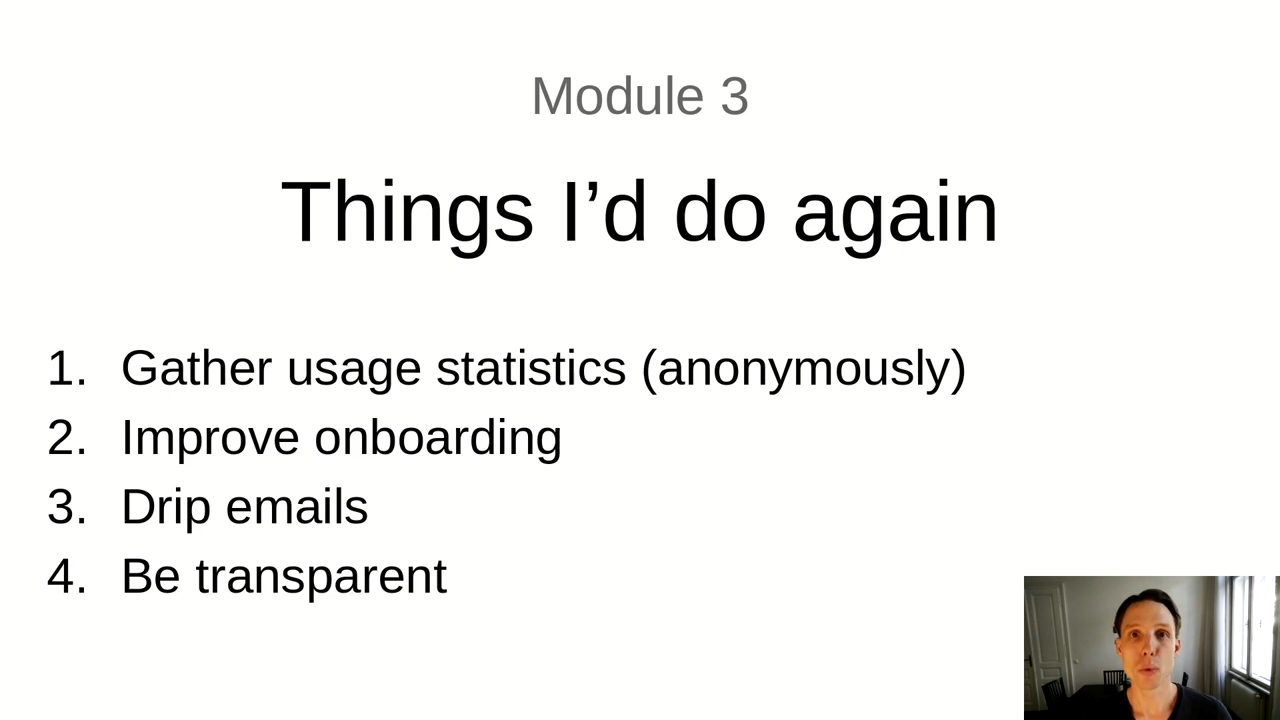 Module 3
Things I’d do again
1. Gather usage statistics (anonymously)
2. Improve onboarding
3. Drip emails
4. Be transparent